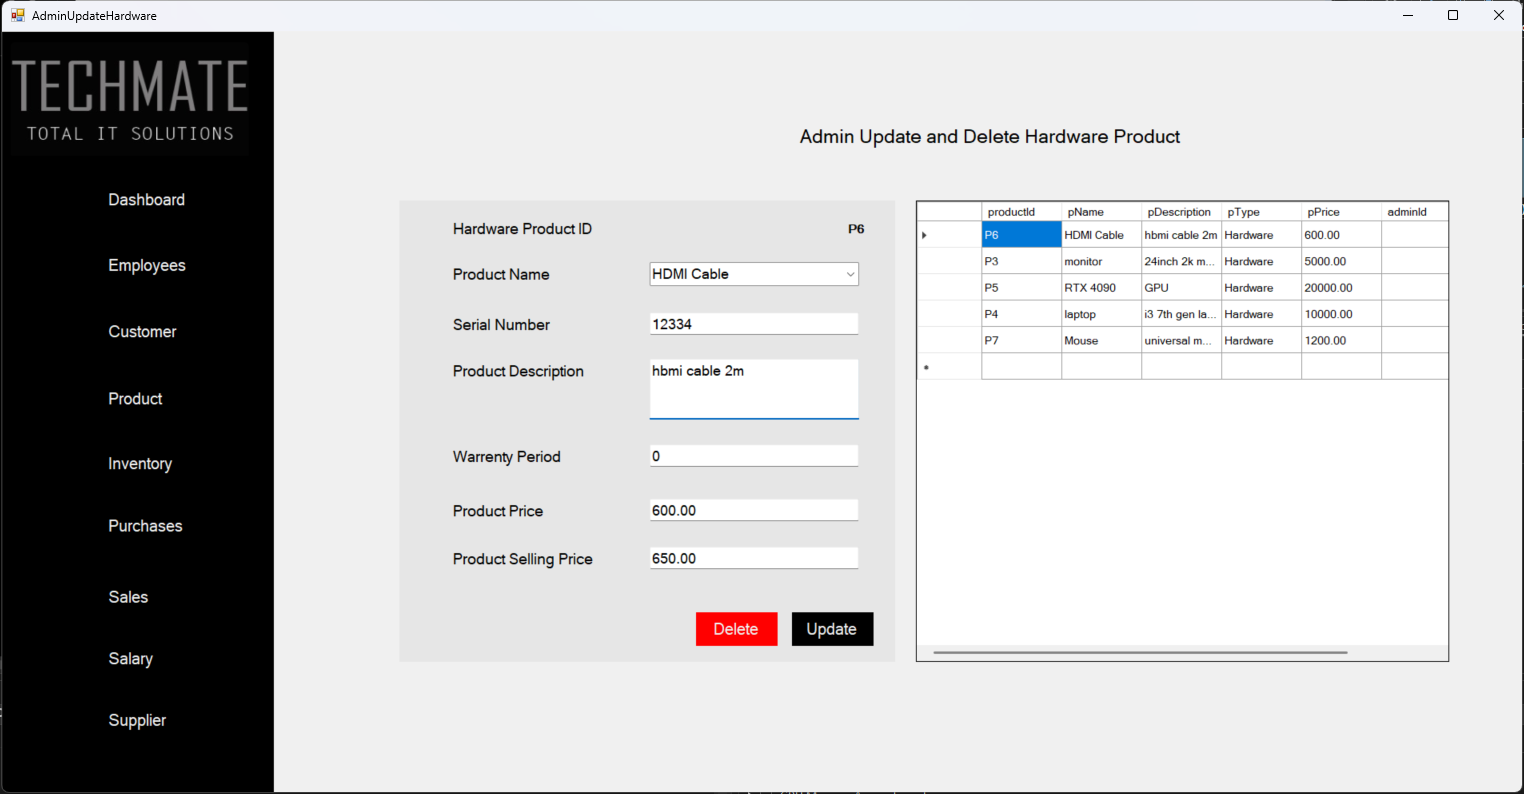 AdminUpdateHardware
TECHMATE
TOTAL IT SOLUTIONS
Dashboard
Employees
Customer
Product
Inventory
Purchases
Sales
Salary
Supplier
Admin Update and Delete Hardware Product
Hardware Product ID P6
Product Name HDMI Cable
Serial Number 12334
Product Description hbmi cable 2m
Warrenty Period 0
Product Price 600.00
Product Selling Price 650.00
Delete Update
productId pName pDescription pType pPrice adminId
P6 HDMI Cable hbmi cable 2m Hardware 600.00
P3 monitor 24inch 2k m... Hardware 5000.00
P5 RTX 4090 GPU Hardware 20000.00
P4 laptop i3 7th gen la... Hardware 10000.00
P7 Mouse universal m... Hardware 1200.00